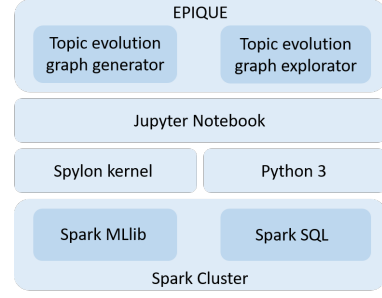 EPIQUE
Topic evolution
graph generator
Topic evolution
graph explorator
Jupyter Notebook
Spylon kernel
Python 3
Spark MLlib
Spark SQL
Spark Cluster